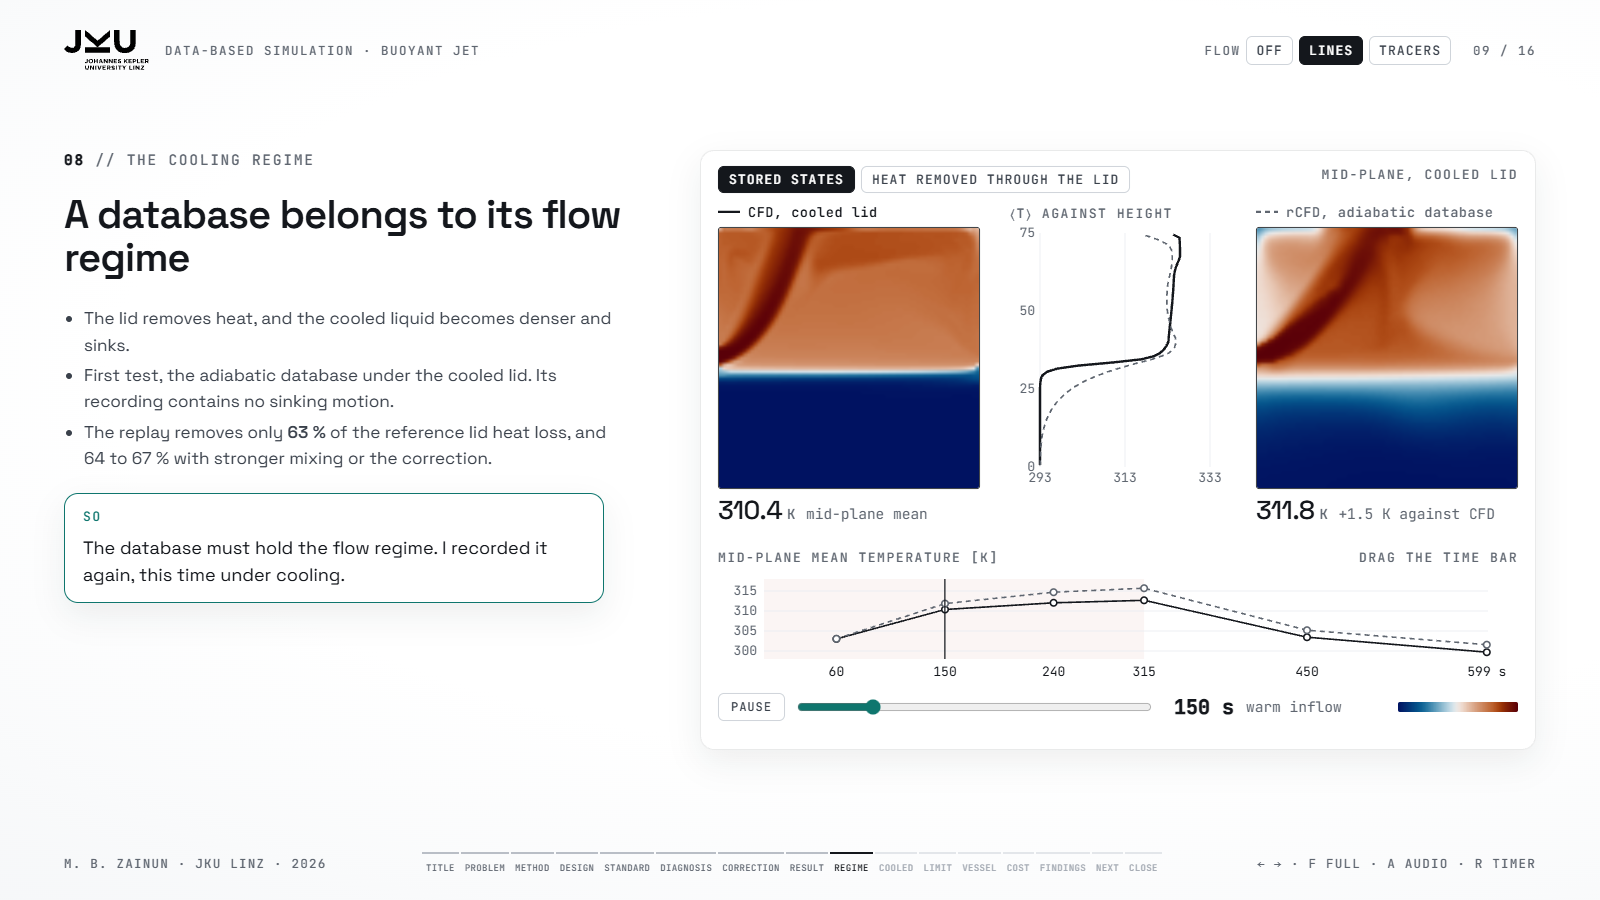 JKU
JOHANNES KEPLER
UNIVERSITY LINZ
DATA-BASED SIMULATION · BUOYANT JET
FLOW OFF LINES TRACERS 09 / 16
08 // THE COOLING REGIME
A database belongs to its flow
regime
• The lid removes heat, and the cooled liquid becomes denser and
sinks.
• First test, the adiabatic database under the cooled lid. Its
recording contains no sinking motion.
• The replay removes only 63 % of the reference lid heat loss, and
64 to 67 % with stronger mixing or the correction.
SO
The database must hold the flow regime. I recorded it
again, this time under cooling.
STORED STATES HEAT REMOVED THROUGH THE LID MID-PLANE, COOLED LID
CFD, cooled lid ⟨T⟩ AGAINST HEIGHT rCFD, adiabatic database
75
50
25
0
293 313 333
310.4 K mid-plane mean 311.8 K +1.5 K against CFD
MID-PLANE MEAN TEMPERATURE [K] DRAG THE TIME BAR
315
310
305
300
60 150 240 315 450 599 s
PAUSE 150 s warm inflow
M. B. ZAINUN · JKU LINZ · 2026
TITLE PROBLEM METHOD DESIGN STANDARD DIAGNOSIS CORRECTION RESULT REGIME COOLED LIMIT VESSEL COST FINDINGS NEXT CLOSE
← → · F FULL · A AUDIO · R TIMER